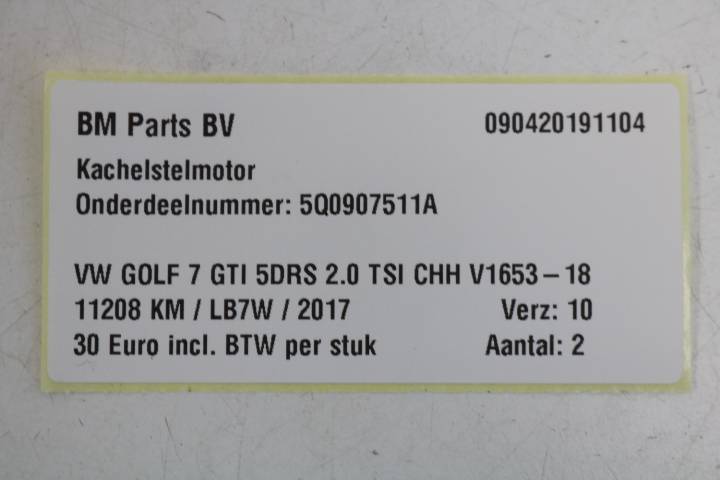 BM Parts BV 090420191104
Kachelstelmotor
Onderdeelnummer: 5Q0907511A
VW GOLF 7 GTI 5DRS 2.0 TSI CHH V1653 – 18
11208 KM / LB7W / 2017 Verz: 10
30 Euro incl. BTW per stuk Aantal: 2